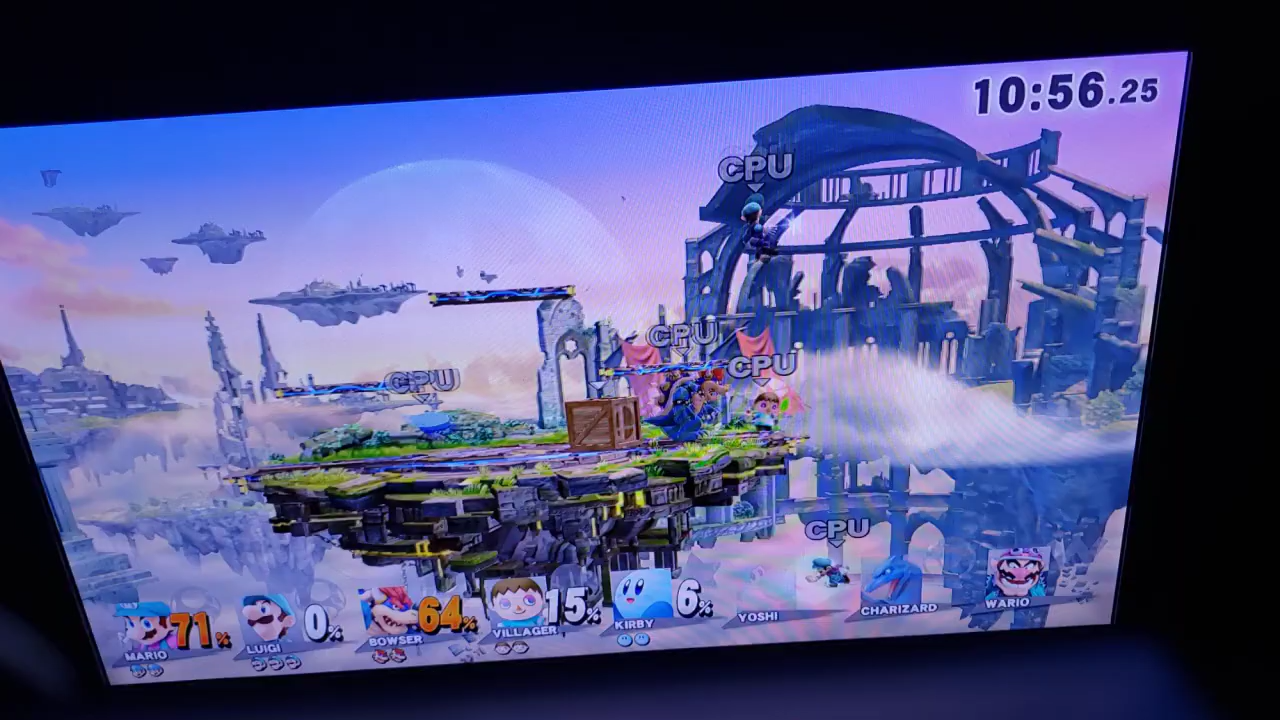 10:56.25
CPU
CPU
CPU
CPU
CPU
71%
MARIO
0%
LUIGI
64%
BOWSER
15%
VILLAGER
6%
KIRBY
YOSHI
CHARIZARD
WARIO